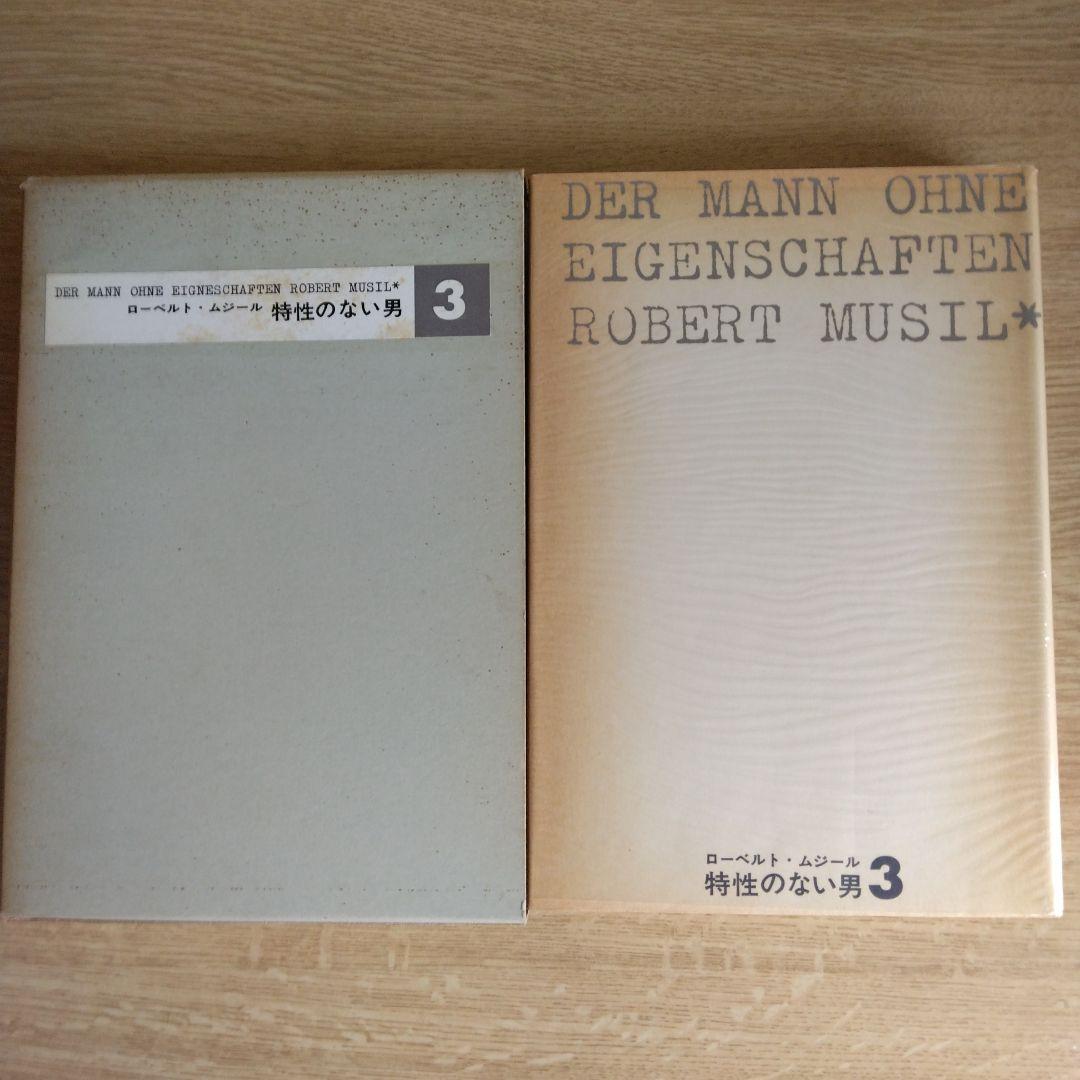 DER MANN OHNE EIGNESCHAFTEN ROBERT MUSIL*
ローベルト・ムジール 特性のない男
3
DER MANN OHNE
EIGENSCHAFTEN
ROBERT MUSIL*
ローベルト・ムジール
特性のない男 3